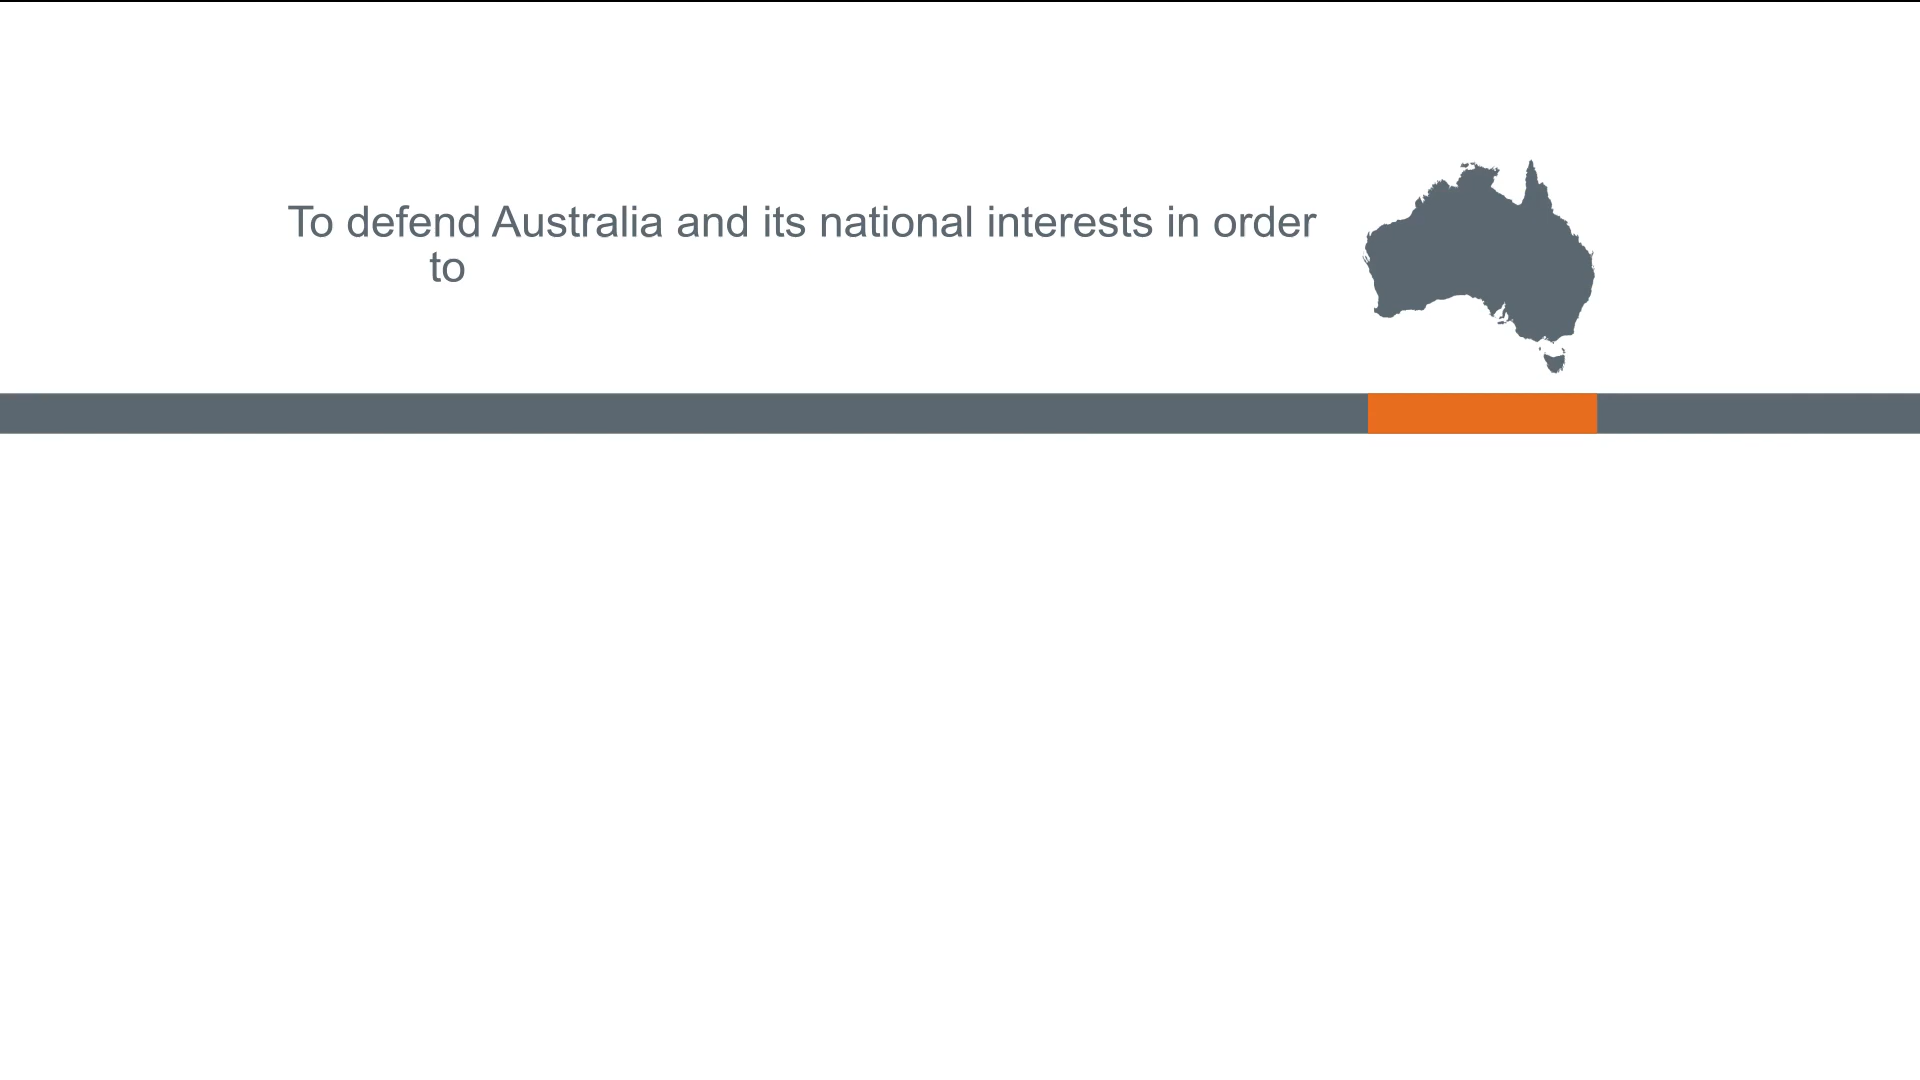 To defend Australia and its national interests in order
to